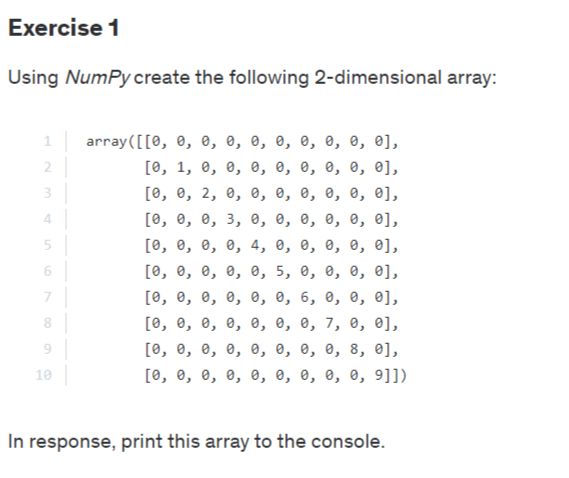 Exercise 1
Using NumPy create the following 2-dimensional array:
1 array([[0, 0, 0, 0, 0, 0, 0, 0, 0, 0],
2 [0, 1, 0, 0, 0, 0, 0, 0, 0, 0],
3 [0, 0, 2, 0, 0, 0, 0, 0, 0, 0],
4 [0, 0, 0, 3, 0, 0, 0, 0, 0, 0],
5 [0, 0, 0, 0, 4, 0, 0, 0, 0, 0],
6 [0, 0, 0, 0, 0, 5, 0, 0, 0, 0],
7 [0, 0, 0, 0, 0, 0, 6, 0, 0, 0],
8 [0, 0, 0, 0, 0, 0, 0, 7, 0, 0],
9 [0, 0, 0, 0, 0, 0, 0, 0, 8, 0],
10 [0, 0, 0, 0, 0, 0, 0, 0, 0, 9]])
In response, print this array to the console.